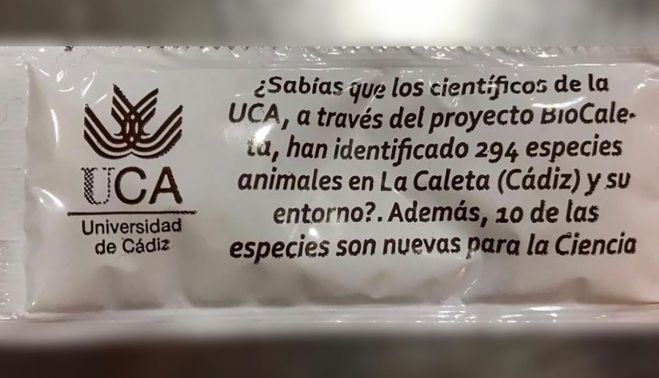 UCA
Universidad
de Cádiz
¿Sabías que los científicos de la
UCA, a través del proyecto BioCale-
ta, han identificado 294 especies
animales en La Caleta (Cádiz) y su
entorno?. Además, 10 de las
especies son nuevas para la Ciencia